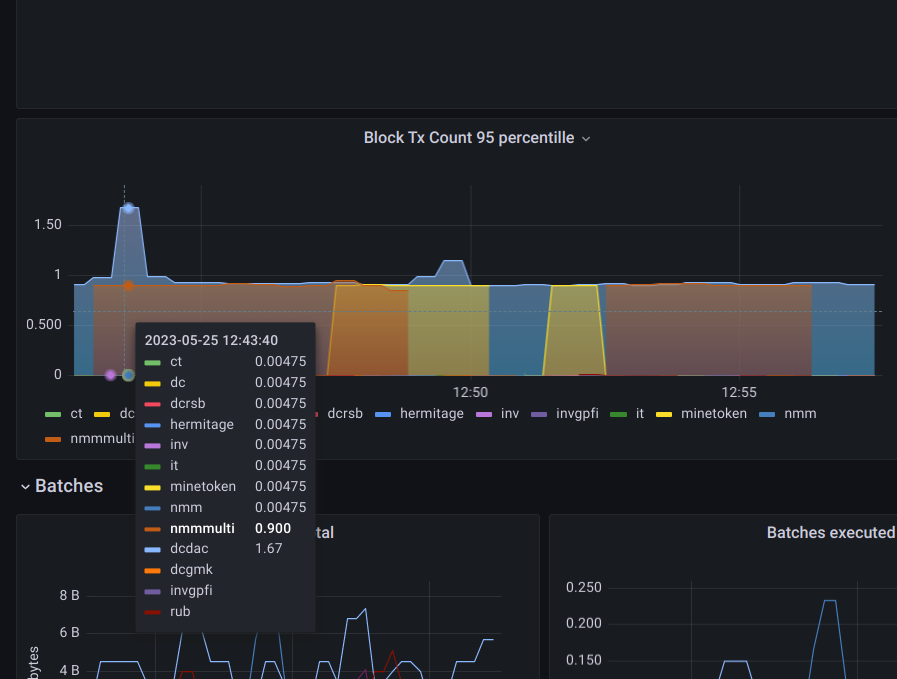 Block Tx Count 95 percentille
1.50
1
0.500
0
12:50
12:55
2023-05-25 12:43:40
ct 0.00475
dc 0.00475
dcrsb 0.00475
hermitage 0.00475
inv 0.00475
it 0.00475
minetoken 0.00475
nmm 0.00475
nmmmulti 0.900
dcdac 1.67
dcgmk
invgpfi
rub
ct dc dcrsb hermitage inv invgpfi it minetoken nmm
nmmmulti
Batches
tal
8 B
6 B
4 B
bytes
Batches executed
0.250
0.200
0.150